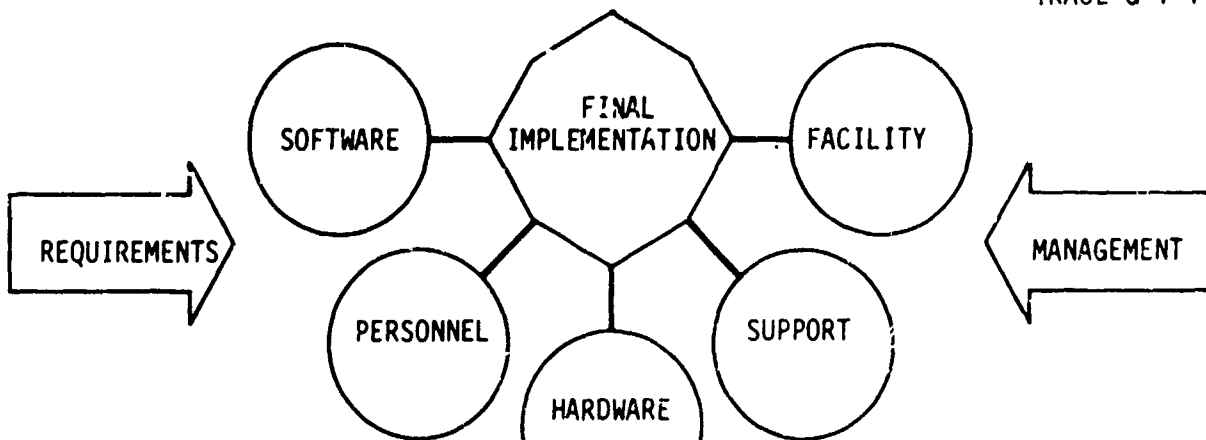 FINAL
IMPLEMENTATION
SOFTWARE
FACILITY
REQUIREMENTS
MANAGEMENT
PERSONNEL
SUPPORT
HARDWARE